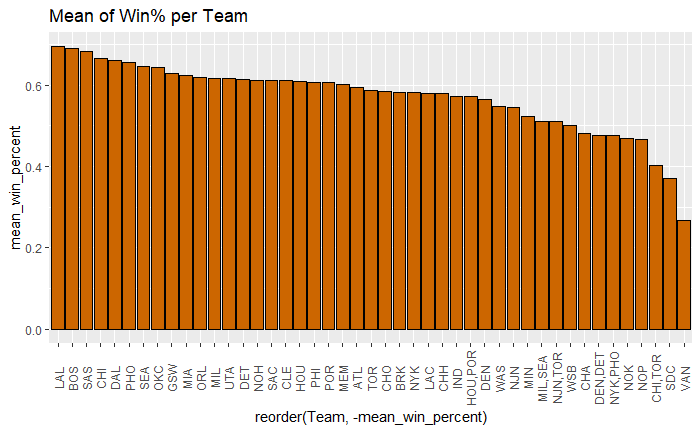 Mean of Win% per Team
mean_win_percent
0.6
0.4
0.2
0.0
LAL
BOS
SAS
CHI
DAL
PHO
SEA
OKC
GSW
MIA
ORL
MIL
UTA
DET
NOH
SAC
CLE
HOU
PHI
POR
MEM
ATL
TOR
CHO
BRK
NYK
LAC
CHH
IND
HOU,POR
DEN
WAS
NJN
MIN
MIL,SEA
NJN,TOR
WSB
CHA
DEN,DET
NYK,PHO
NOK
NOP
CHI,TOR
SDC
VAN
reorder(Team, -mean_win_percent)